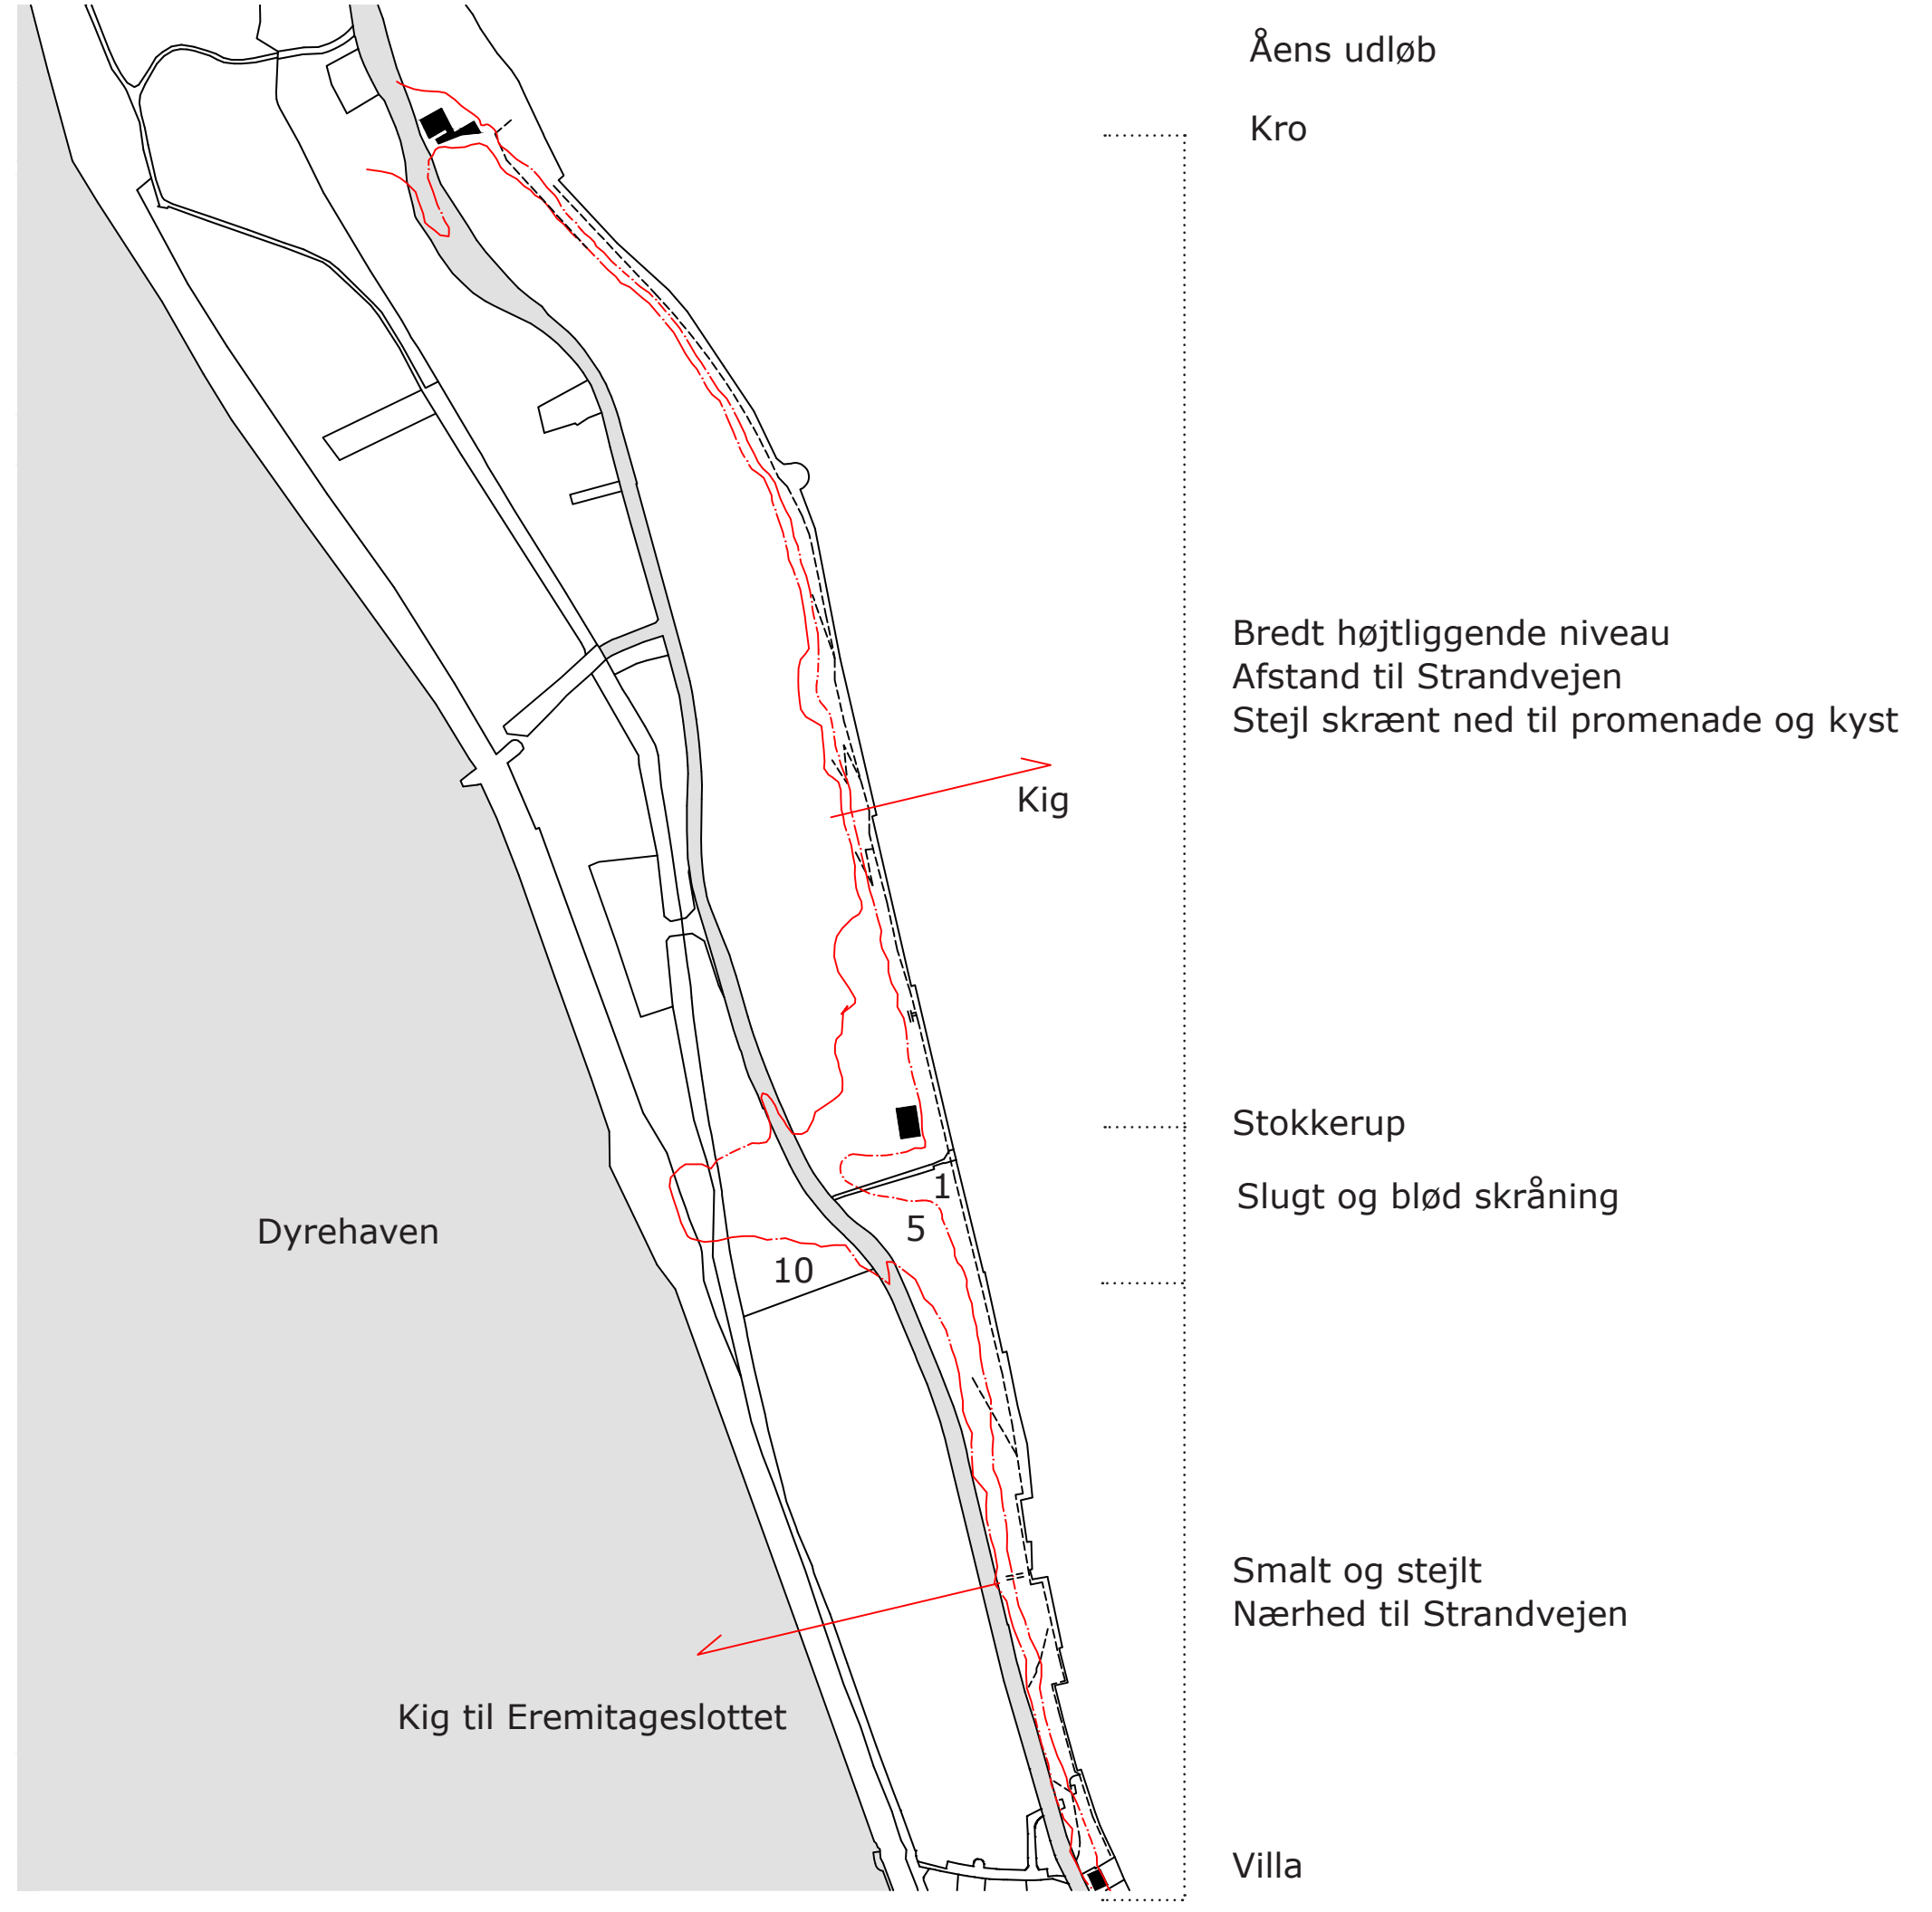 Åens udløb
Kro
Bredt højtliggende niveau
Afstand til Strandvejen
Stejl skrænt ned til promenade og kyst
Kig
Stokkerup
1
Slugt og blød skråning
5
Dyrehaven
10
Smalt og stejlt
Nærhed til Strandvejen
Kig til Eremitageslottet
Villa